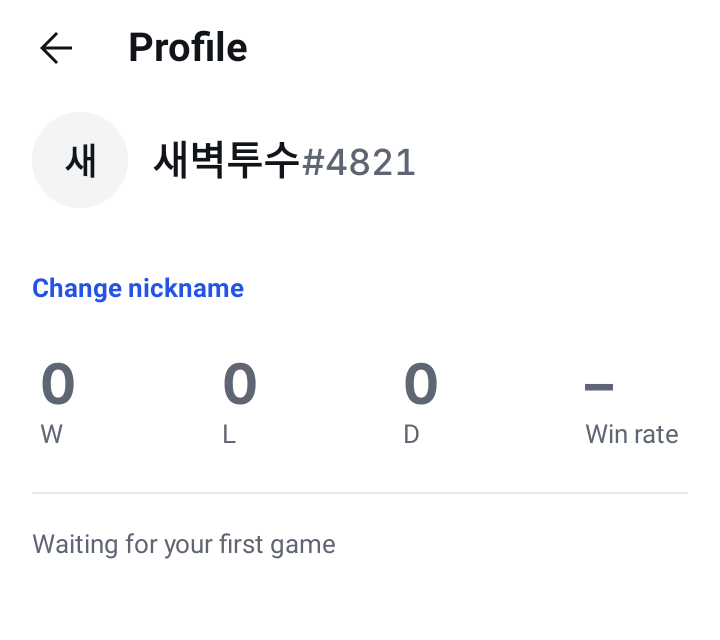 Profile
새
새벽투수#4821
Change nickname
0 0 0 –
W L D Win rate
Waiting for your first game